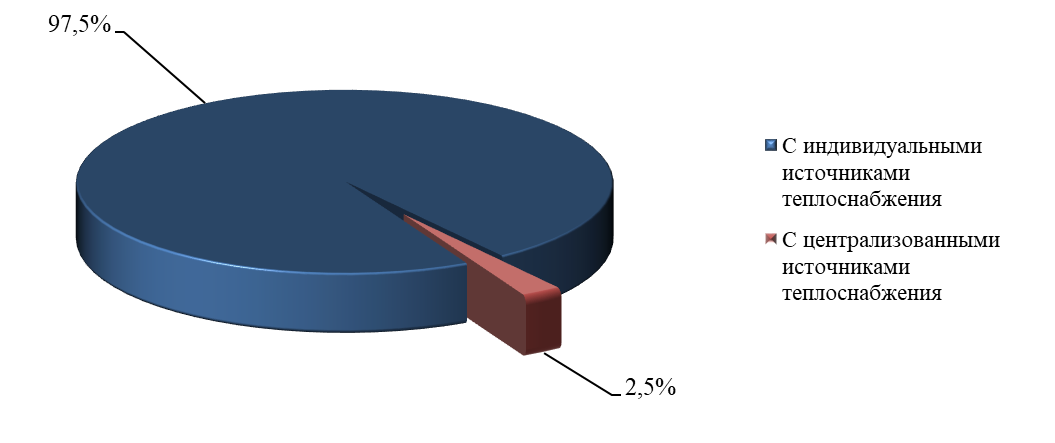 97,5%
С индивидуальными
источниками
теплоснабжения
С централизованными
источниками
теплоснабжения
2,5%